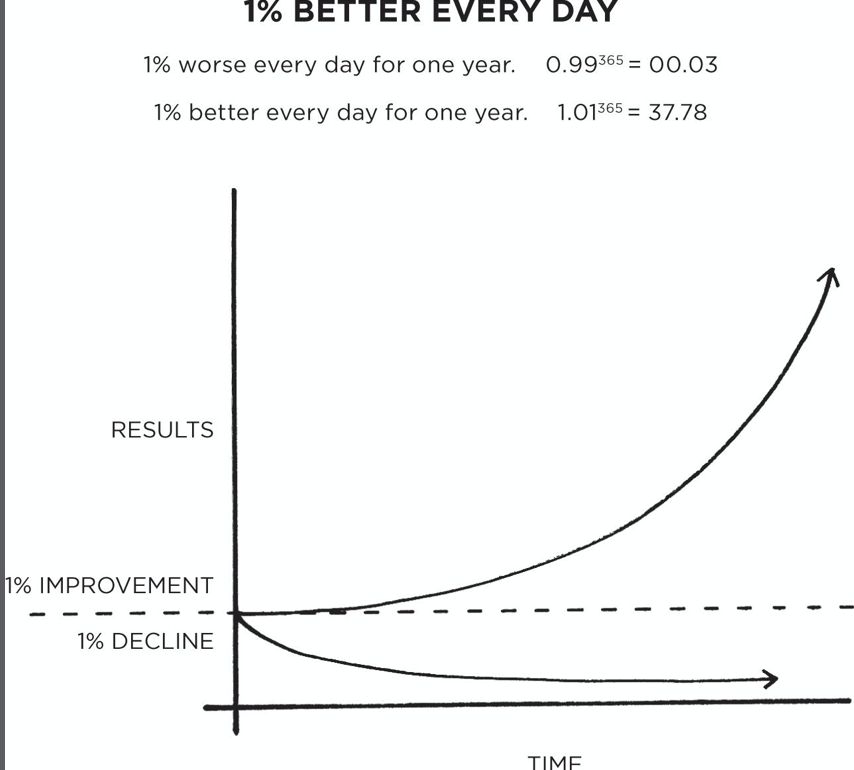 1% BETTER EVERY DAY
1% worse every day for one year. 0.99³⁶⁵ = 00.03
1% better every day for one year. 1.01³⁶⁵ = 37.78
RESULTS
1% IMPROVEMENT
1% DECLINE
TIME